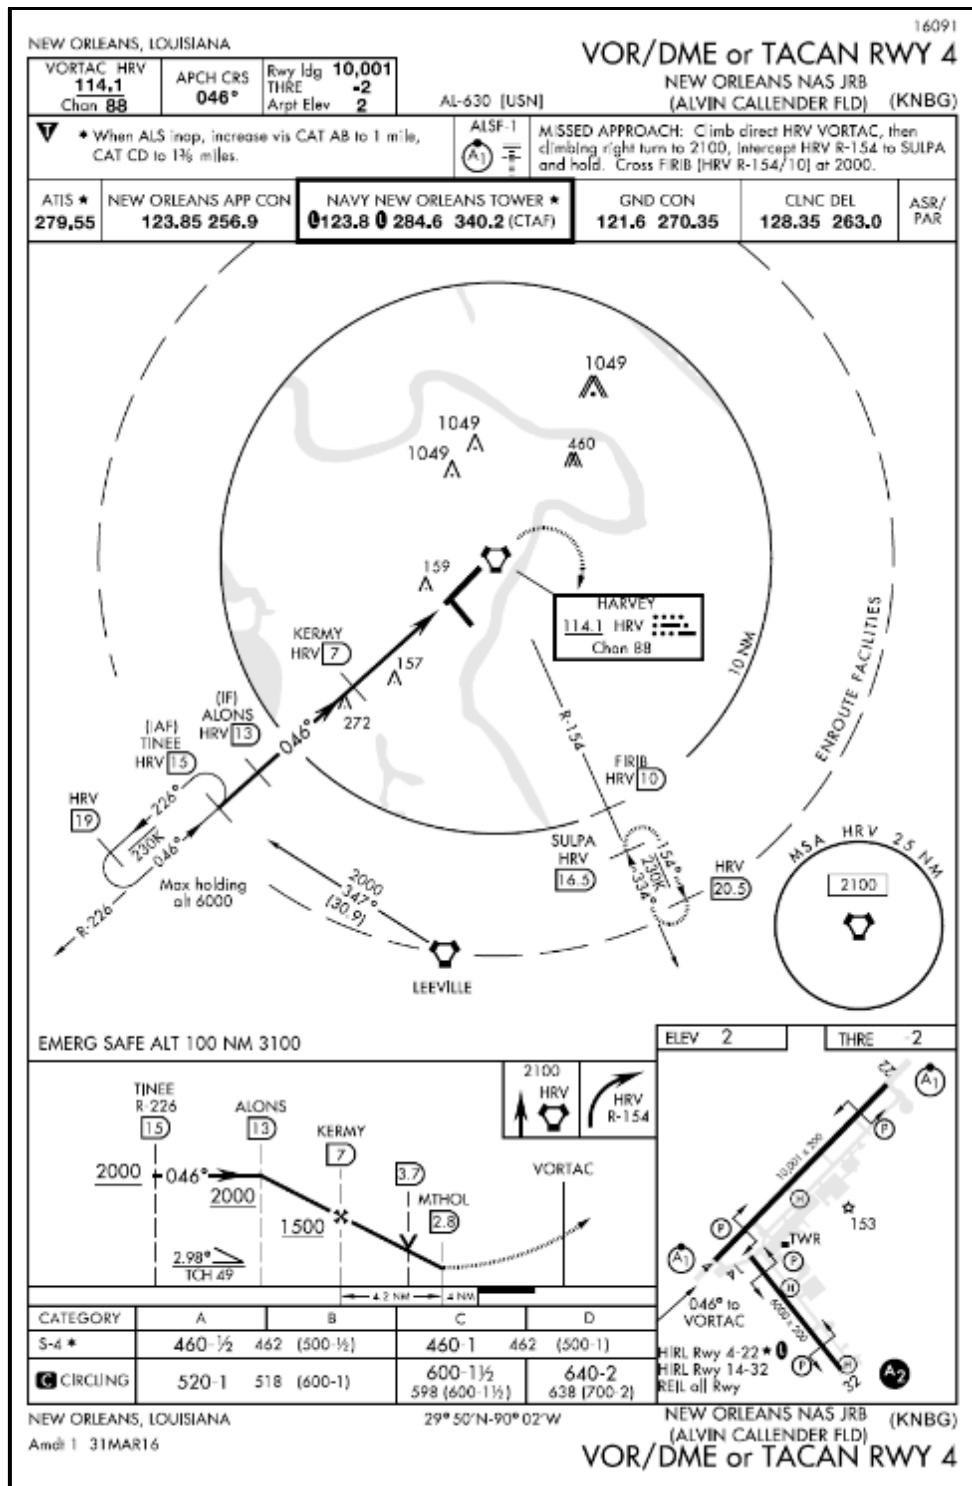 16091
NEW ORLEANS, LOUISIANA
VOR/DME or TACAN RWY 4
NEW ORLEANS NAS JRB
(ALVIN CALLENDER FLD) (KNBG)
AL-630 [USN]
VORTAC HRV
114.1
Chan 88
APCH CRS
046°
Rwy ldg 10,001
THRE -2
Arpt Elev 2
T
* When ALS inop, increase vis CAT AB to 1 mile,
CAT CD to 1⅜ miles.
ALSF-1
A1
MISSED APPROACH: Climb direct HRV VORTAC, then
climbing right turn to 2100, intercept HRV R-154 to SULPA
and hold. Cross FIRIB [HRV R-154/10] at 2000.
ATIS ★
279.55
NEW ORLEANS APP CON
123.85 256.9
NAVY NEW ORLEANS TOWER ★
L 123.8 L 284.6 340.2 (CTAF)
GND CON
121.6 270.35
CLNC DEL
128.35 263.0
ASR/
PAR
1049
1049
1049
460
159
HARVEY
114.1 HRV
Chan 88
KERMY
HRV 7
157
272
(IF)
ALONS
HRV 13
046°
(IAF)
TINEE
HRV 15
HRV
19
226°
230K
046°
Max holding
alt 6000
R-226
2000
347°
(30.9)
LEEVILLE
R-154
10 NM
ENROUTE FACILITIES
FIRIB
HRV 10
SULPA
HRV
16.5
154°
230K
334°
HRV
20.5
MSA HRV 25 NM
2100
EMERG SAFE ALT 100 NM 3100
ELEV 2
THRE -2
TINEE
R-226
15
ALONS
13
KERMY
7
3.7
MTHOL
2.8
VORTAC
2100
HRV
HRV
R-154
2000
046°
2000
1500
2.98°
TCH 49
4.2 NM
.4 NM
22
A1
P
10,001 x 200
H
153
P
TWR
A1
4
14
P
H
046° to
VORTAC
6000 x 200
HIRL Rwy 4-22 ★ L
HIRL Rwy 14-32
REIL all Rwy
P
H
32
A2
CATEGORY A B C D
S-4 * 460-½ 462 (500-½) 460-1 462 (500-1)
C CIRCLING 520-1 518 (600-1) 600-1½ 598 (600-1½) 640-2 638 (700-2)
NEW ORLEANS, LOUISIANA
Amdt 1 31MAR16
29°50'N-90°02'W
NEW ORLEANS NAS JRB
(ALVIN CALLENDER FLD) (KNBG)
VOR/DME or TACAN RWY 4